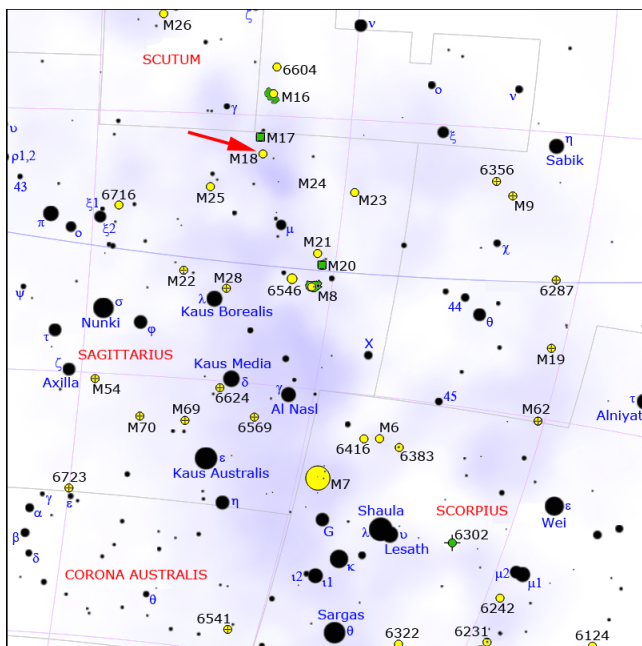 M26
ζ
ν
SCUTUM
6604
M16
ο
ν
γ
υ
M17
ξ
η
ρ1,2
M18
Sabik
43
6716
M25
M24
M23
6356
M9
π
ο
ξ1
ξ2
μ
M21
χ
M20
M22
M28
6546
M8
6287
ψ
λ
Kaus Borealis
44
σ
Nunki
φ
θ
τ
SAGITTARIUS
X
M19
ζ
Kaus Media
Axilla
δ
M54
6624
γ
Al Nasl
45
τ
M62
Alniyat
M70
M69
6569
6416
M6
6383
ε
Kaus Australis
6723
M7
γ
ε
α
η
Shaula
SCORPIUS
ε
G
λ
υ
6302
Wei
β
Lesath
δ
κ
CORONA AUSTRALIS
ι2
ι1
μ2
μ1
θ
6242
Sargas
6541
θ
6322
6231
6124